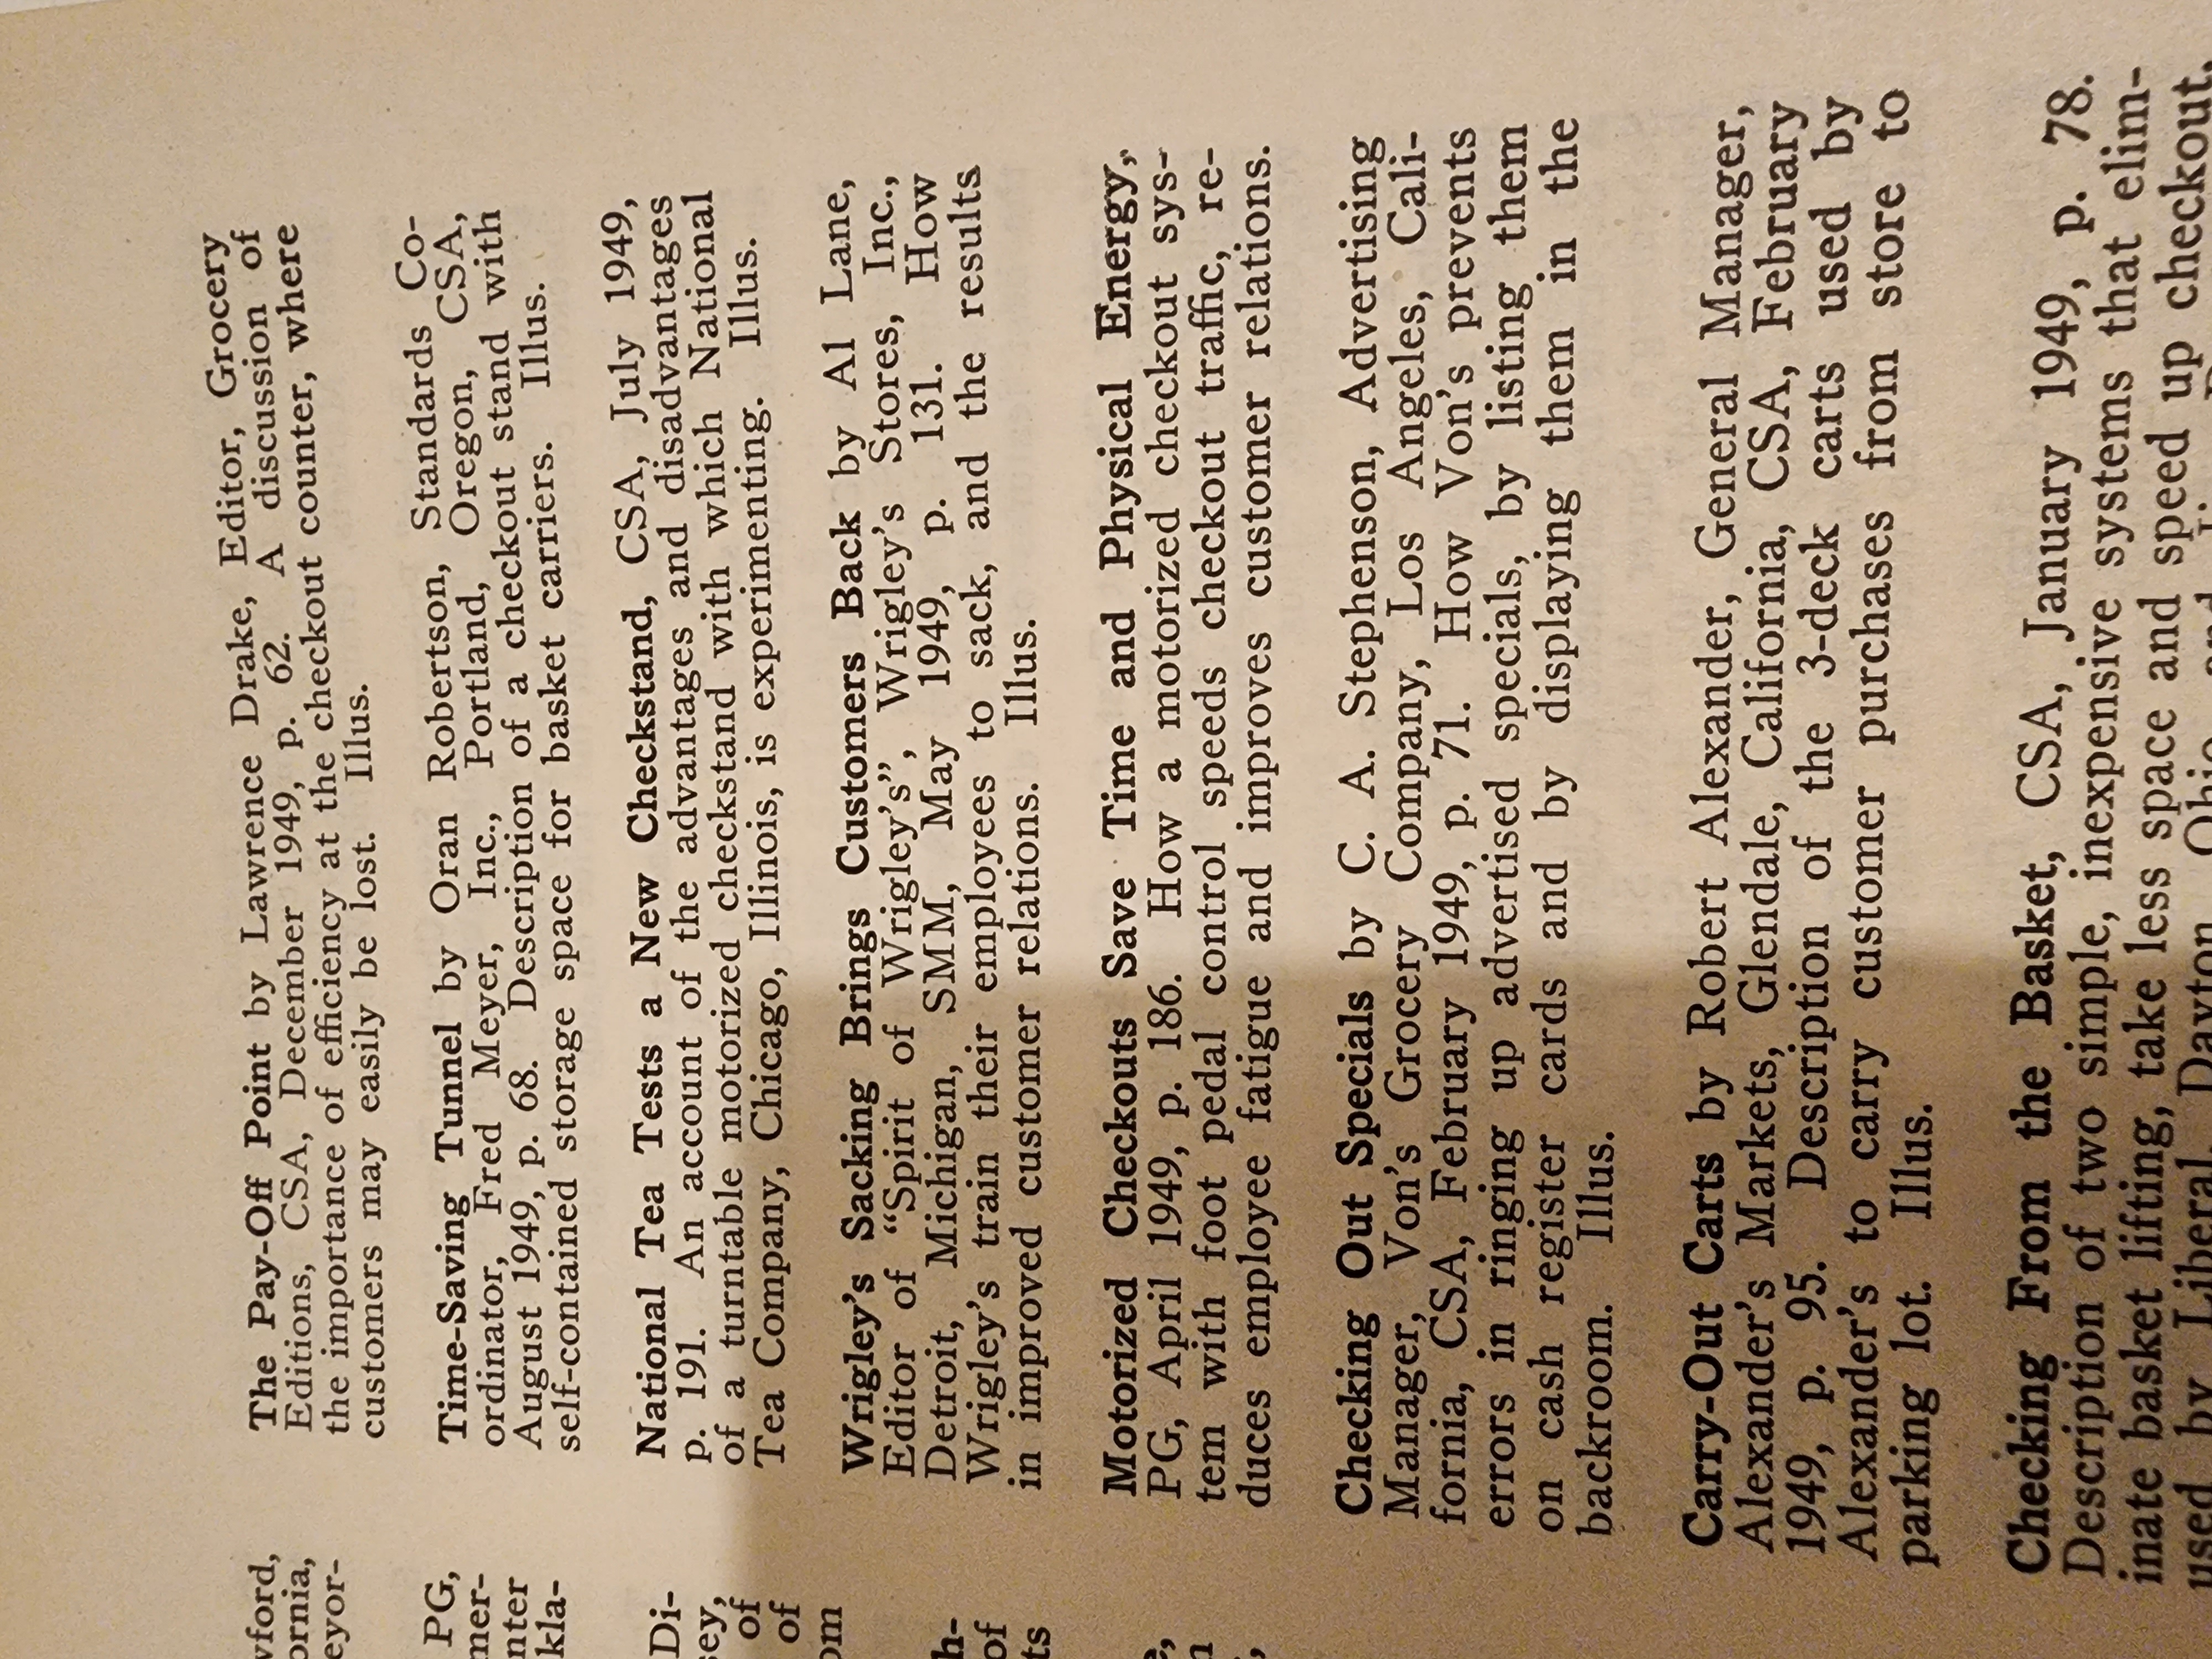 The Pay-Off Point by Lawrence Drake, Editor, Grocery
Editions, CSA, December 1949, p. 62. A discussion of
the importance of efficiency at the checkout counter, where
customers may easily be lost. Illus.
Time-Saving Tunnel by Oran Robertson, Standards Co-
ordinator, Fred Meyer, Inc., Portland, Oregon, CSA,
August 1949, p. 68. Description of a checkout stand with
self-contained storage space for basket carriers. Illus.
National Tea Tests a New Checkstand, CSA, July 1949,
p. 191. An account of the advantages and disadvantages
of a turntable motorized checkstand with which National
Tea Company, Chicago, Illinois, is experimenting. Illus.
Wrigley's Sacking Brings Customers Back by Al Lane,
Editor of "Spirit of Wrigley's", Wrigley's Stores, Inc.,
Detroit, Michigan, SMM, May 1949, p. 131. How
Wrigley's train their employees to sack, and the results
in improved customer relations. Illus.
Motorized Checkouts Save Time and Physical Energy,
PG, April 1949, p. 186. How a motorized checkout sys-
tem with foot pedal control speeds checkout traffic, re-
duces employee fatigue and improves customer relations.
Checking Out Specials by C. A. Stephenson, Advertising
Manager, Von's Grocery Company, Los Angeles, Cali-
fornia, CSA, February 1949, p. 71. How Von's prevents
errors in ringing up advertised specials, by listing them
on cash register cards and by displaying them in the
backroom. Illus.
Carry-Out Carts by Robert Alexander, General Manager,
Alexander's Markets, Glendale, California, CSA, February
1949, p. 95. Description of the 3-deck carts used by
Alexander's to carry customer purchases from store to
parking lot. Illus.
Checking From the Basket, CSA, January 1949, p. 78.
Description of two simple, inexpensive systems that elim-
inate basket lifting, take less space and speed up checkout,
used by Liberal, Dayton, Ohio, and
PG,
Di-
of
of
of